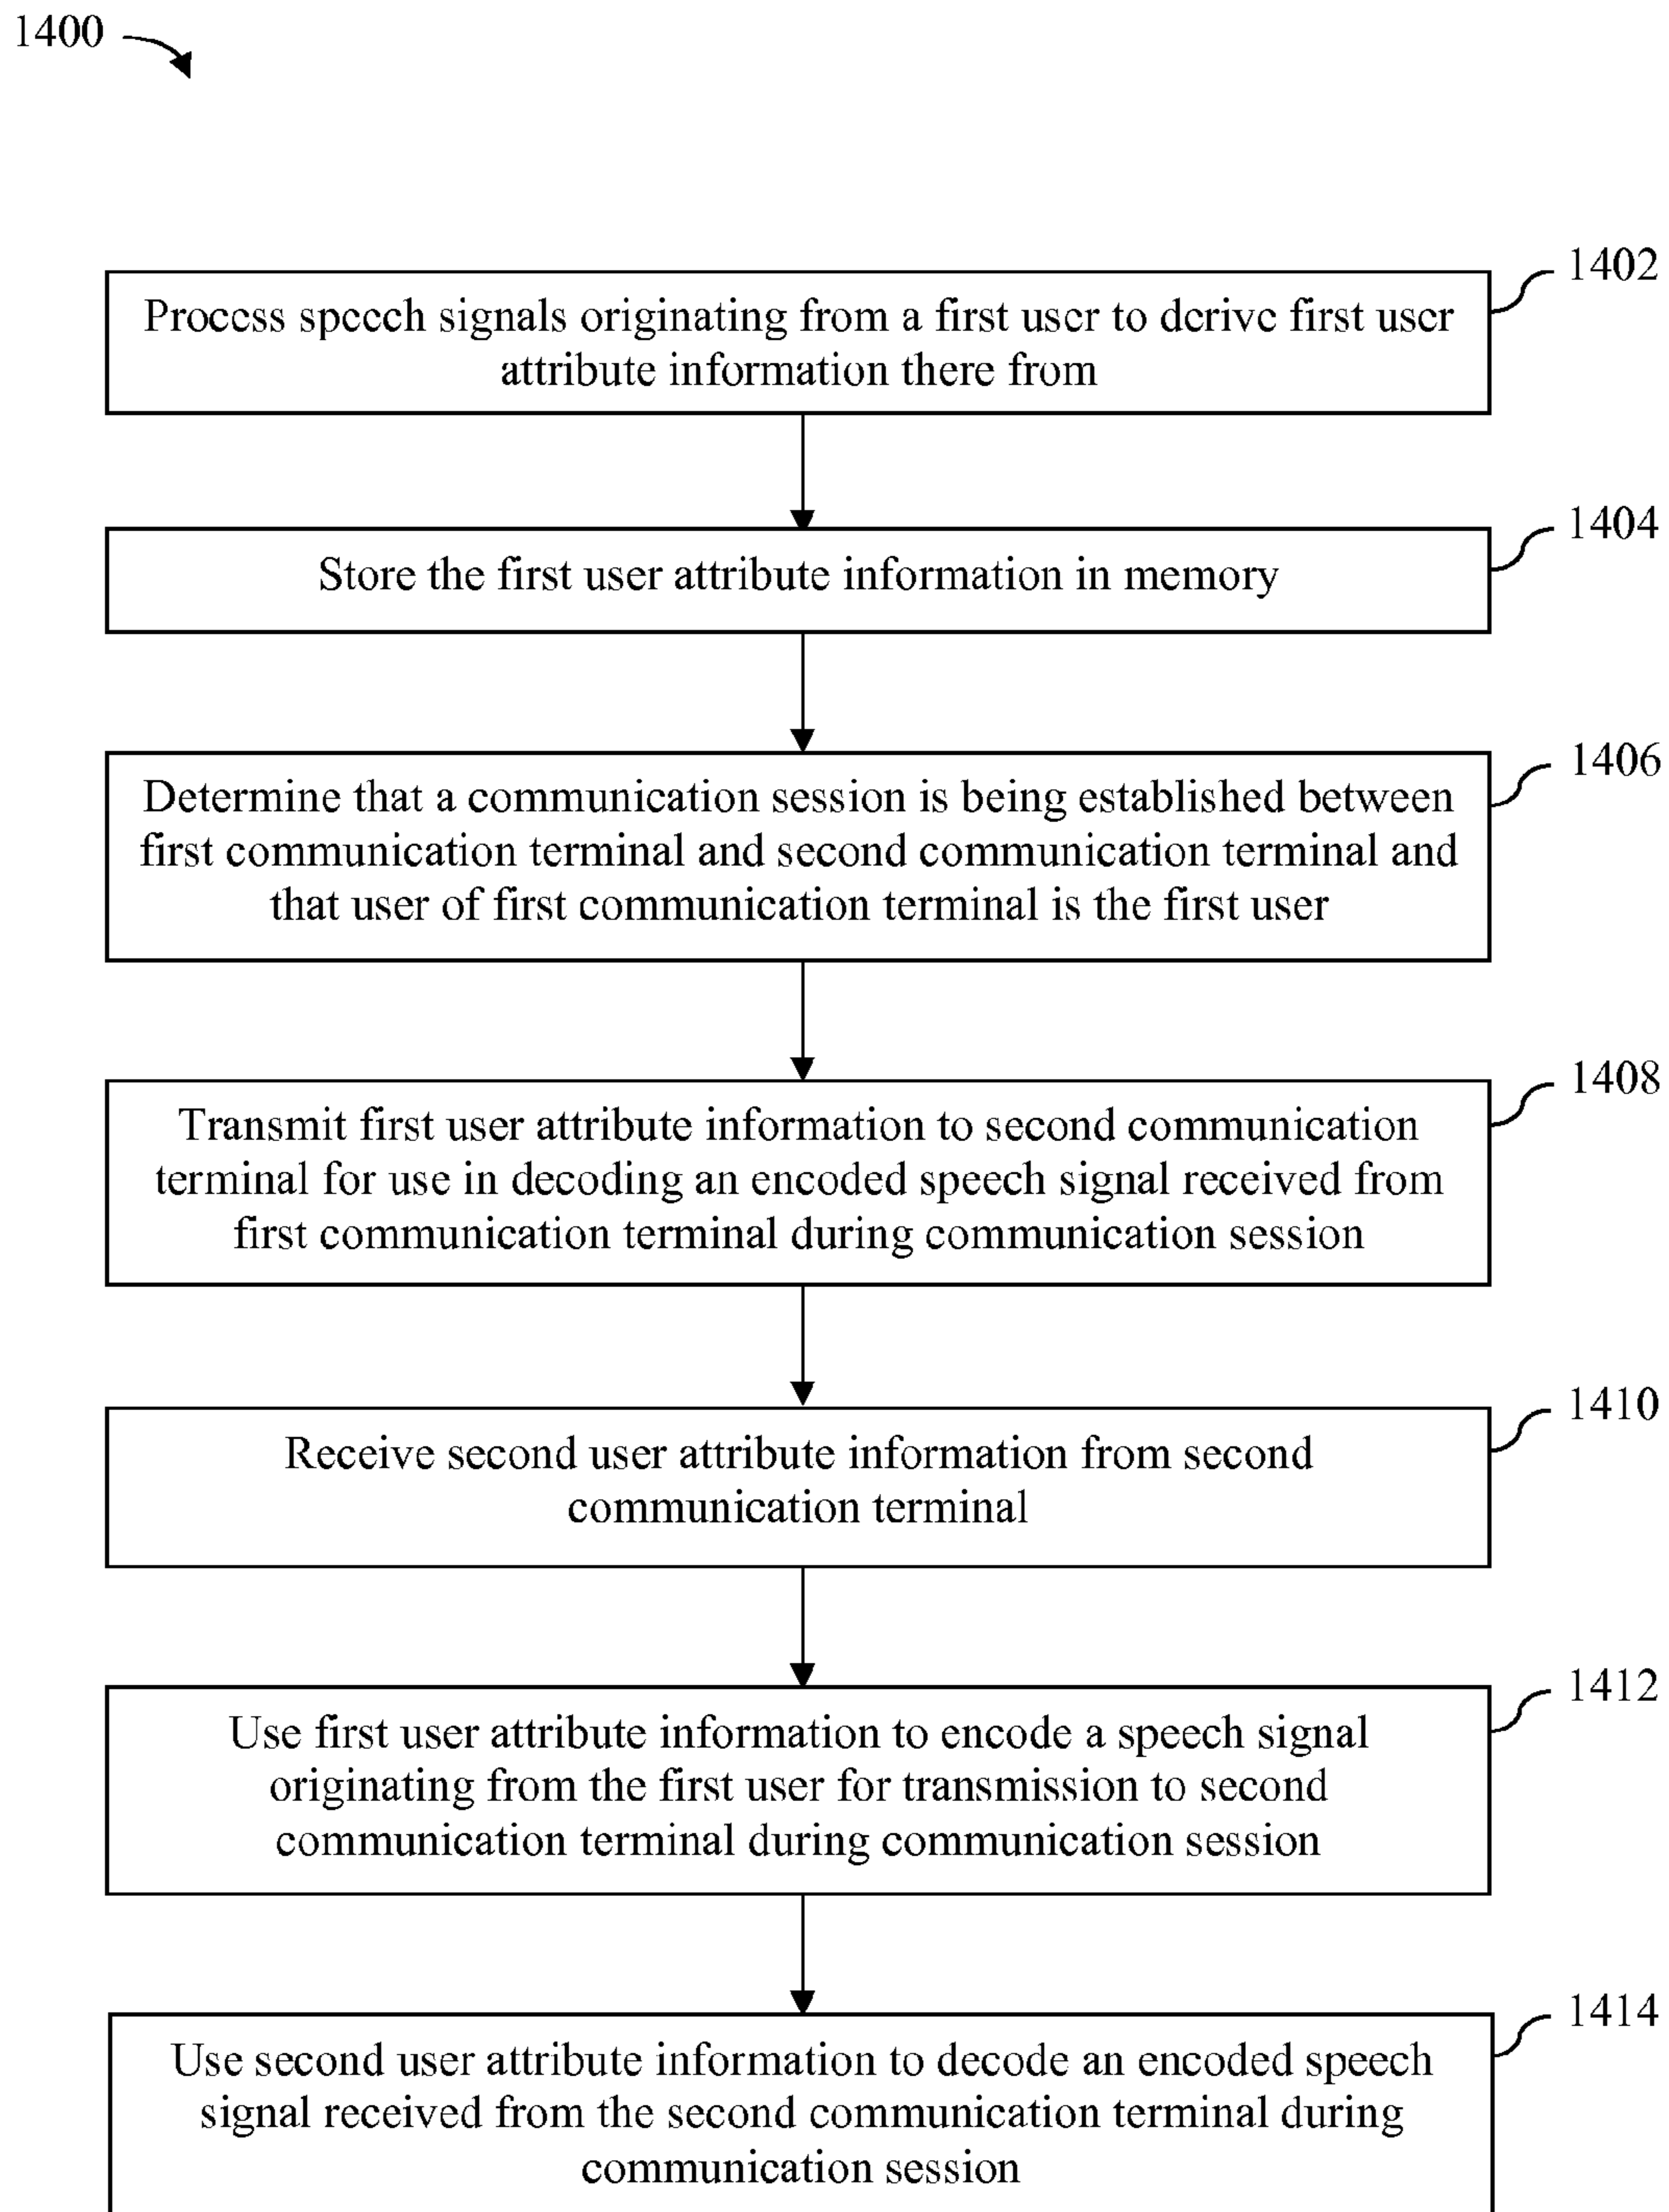 1400
1402
Process speech signals originating from a first user to derive first user
attribute information there from
1404
Store the first user attribute information in memory
1406
Determine that a communication session is being established between
first communication terminal and second communication terminal and
that user of first communication terminal is the first user
1408
Transmit first user attribute information to second communication
terminal for use in decoding an encoded speech signal received from
first communication terminal during communication session
1410
Receive second user attribute information from second
communication terminal
1412
Use first user attribute information to encode a speech signal
originating from the first user for transmission to second
communication terminal during communication session
1414
Use second user attribute information to decode an encoded speech
signal received from the second communication terminal during
communication session